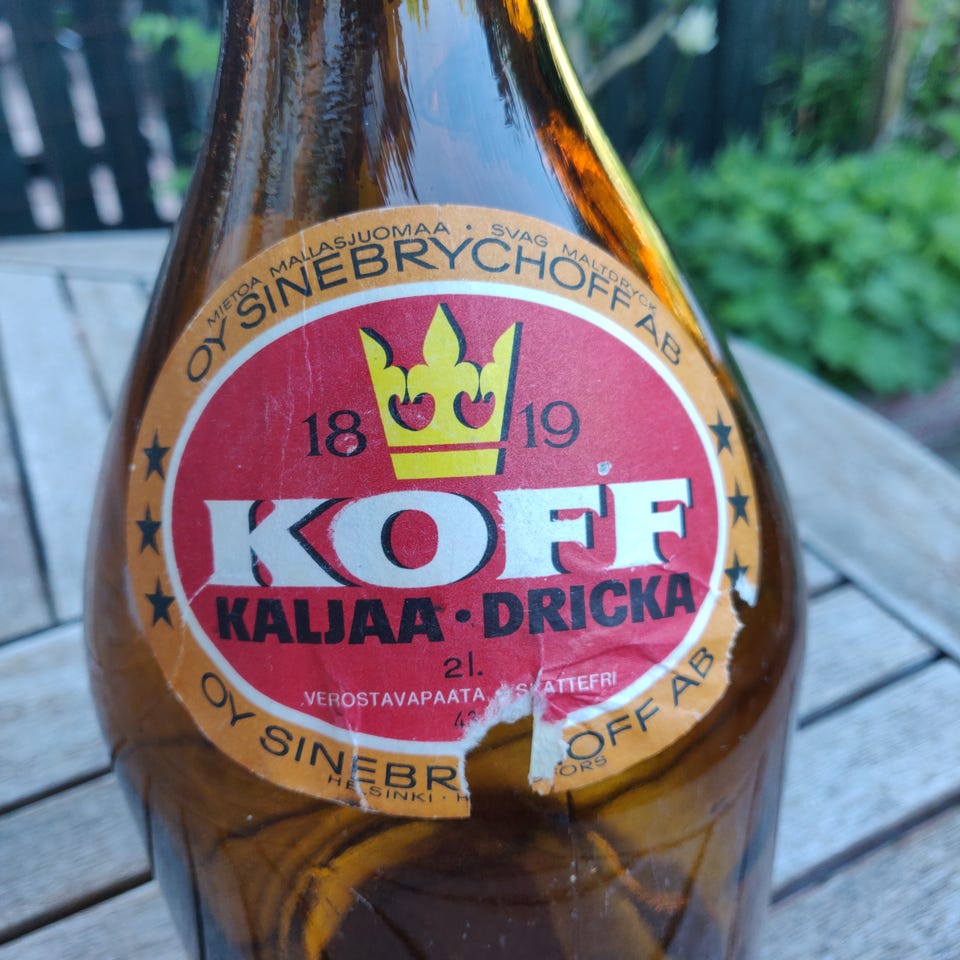 MIETOA MALLASJUOMAA · SVAG MALTDRYCK
OY SINEBRYCHOFF AB
18 19
KOFF
KALJAA · DRICKA
2l.
VEROSTAVAPAATA SKATTEFRI
43
OY SINEBR OFF AB
HELSINKI · H ORS